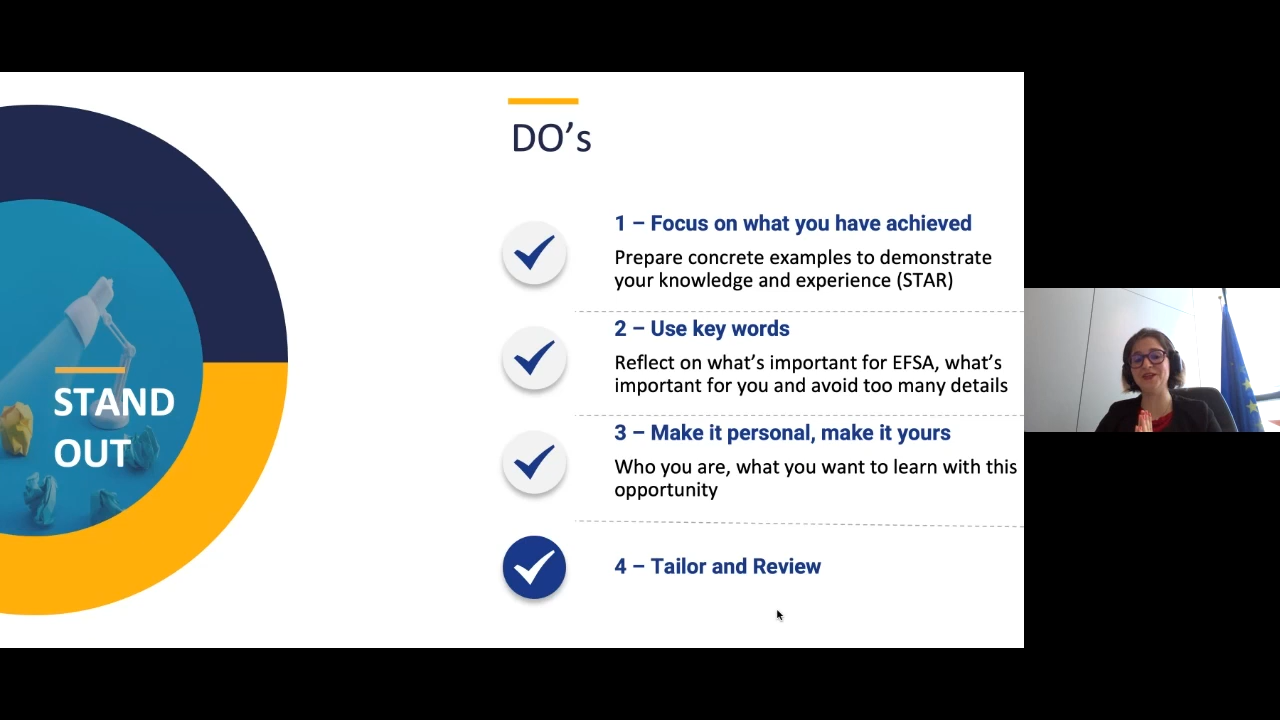 STAND
OUT
DO’s
1 – Focus on what you have achieved
Prepare concrete examples to demonstrate
your knowledge and experience (STAR)
2 – Use key words
Reflect on what’s important for EFSA, what’s
important for you and avoid too many details
3 – Make it personal, make it yours
Who you are, what you want to learn with this
opportunity
4 – Tailor and Review